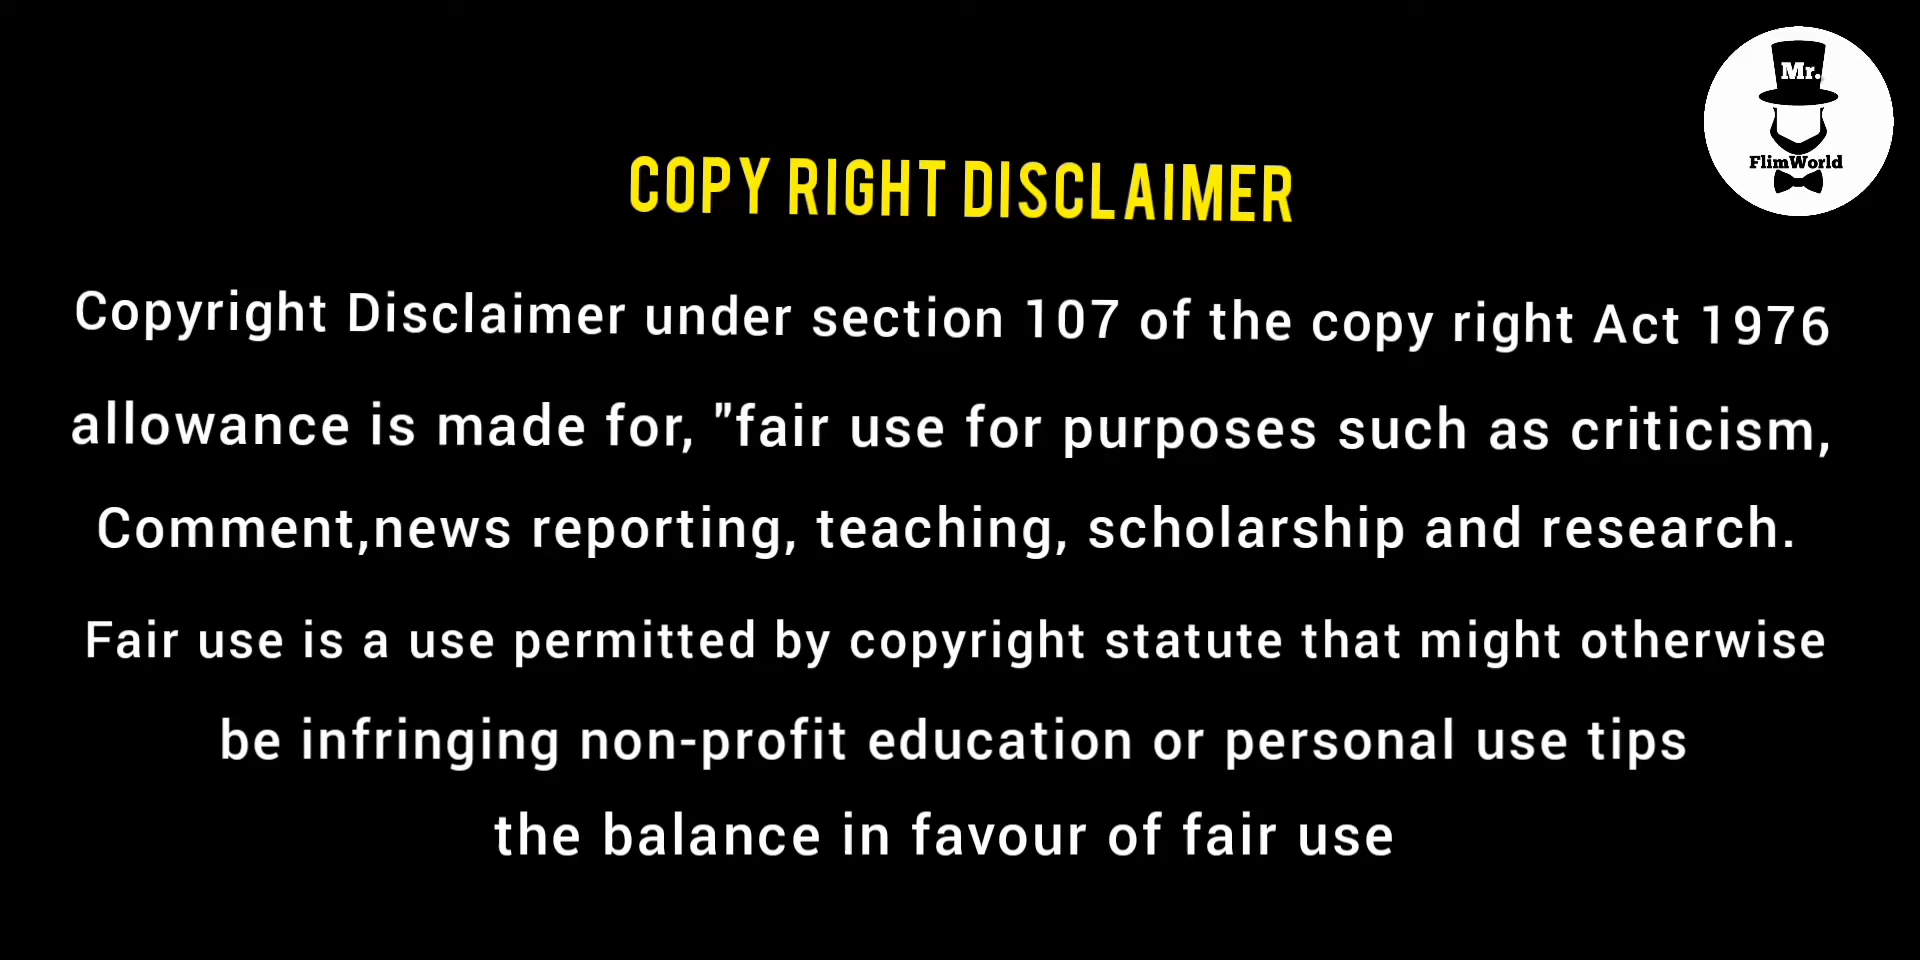 Mr.
FlimWorld
COPY RIGHT DISCLAIMER
Copyright Disclaimer under section 107 of the copy right Act 1976
allowance is made for, "fair use for purposes such as criticism,
Comment,news reporting, teaching, scholarship and research.
Fair use is a use permitted by copyright statute that might otherwise
be infringing non-profit education or personal use tips
the balance in favour of fair use